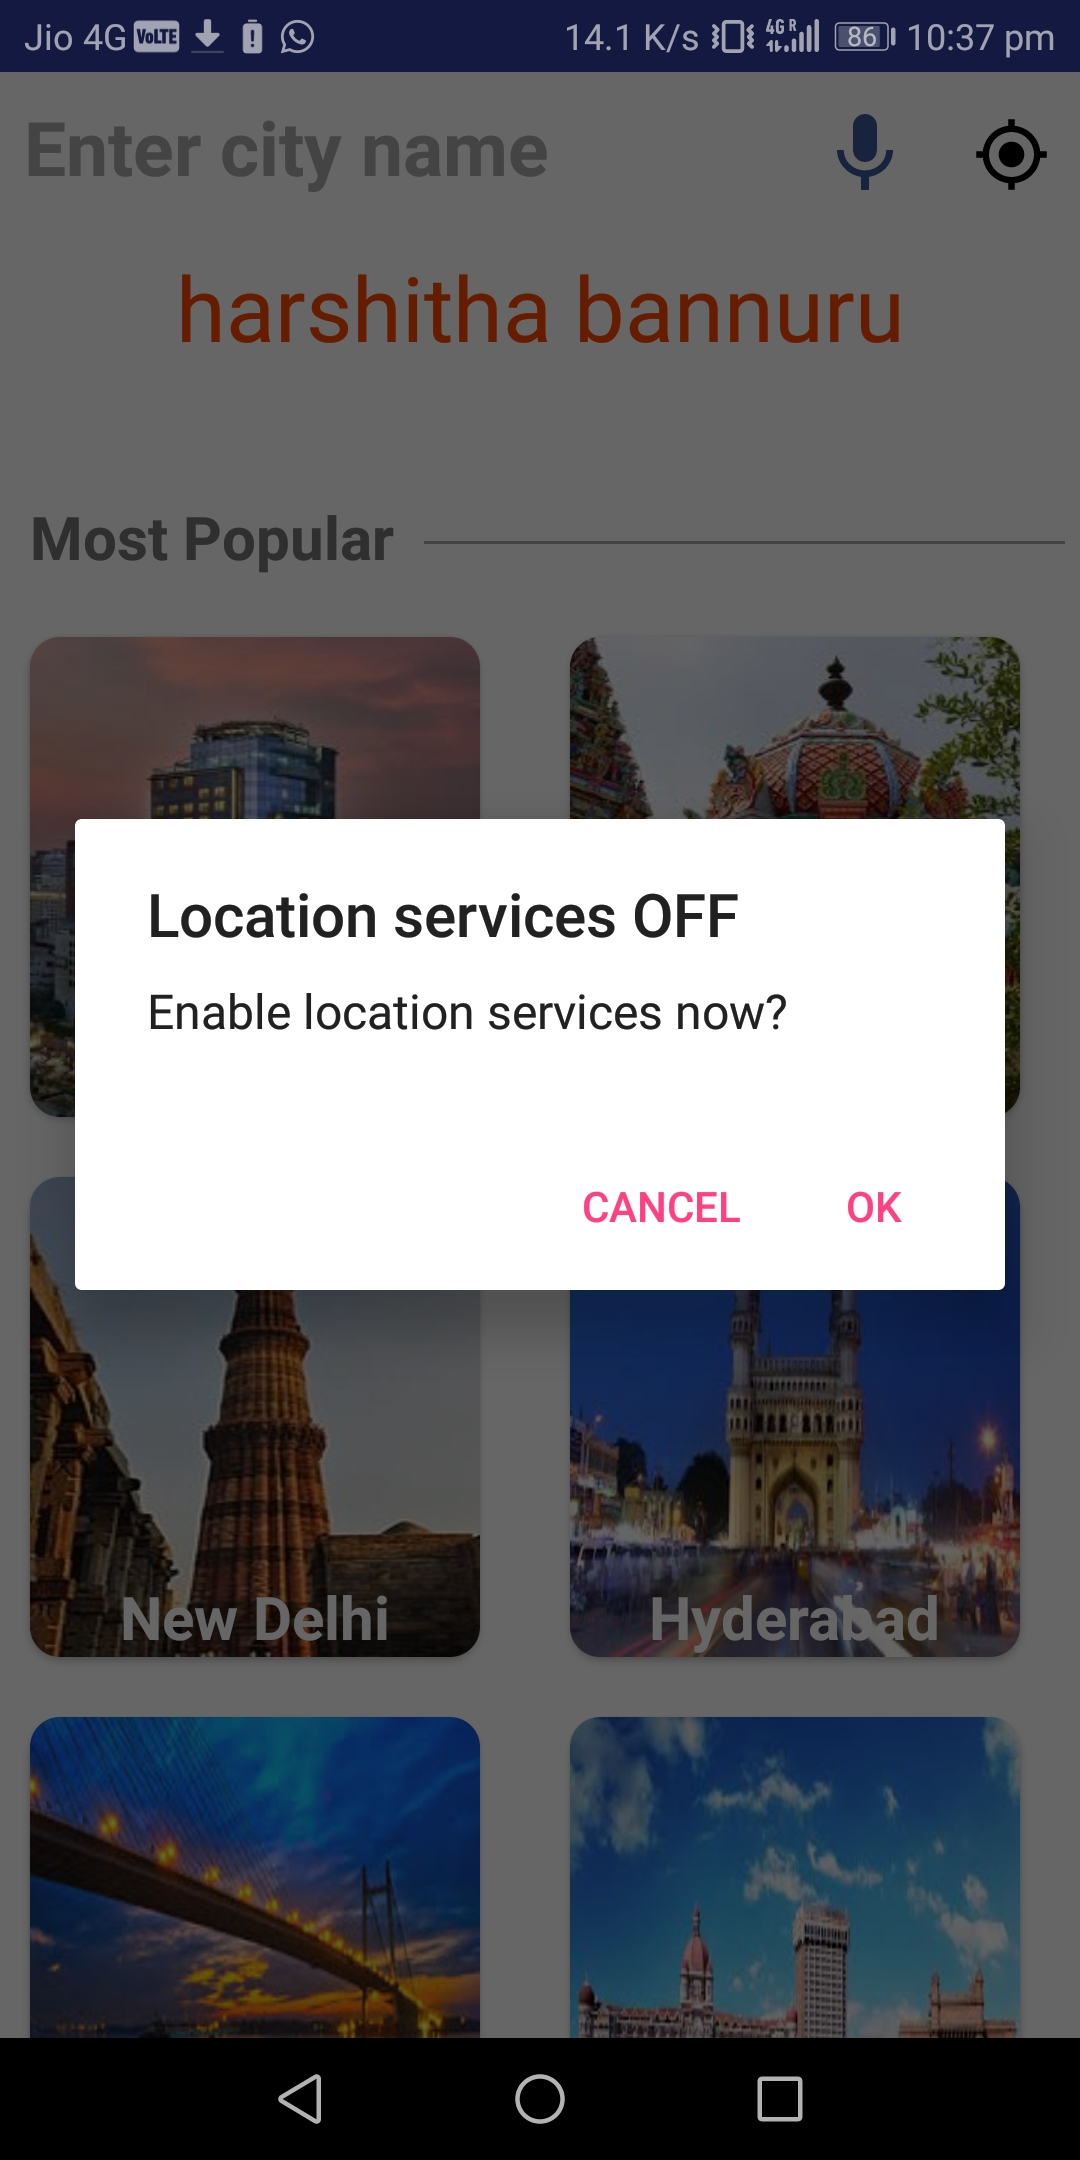 Jio 4G VoLTE 14.1 K/s 4G R 86 10:37 pm
Enter city name
harshitha bannuru
Most Popular
Location services OFF
Enable location services now?
CANCEL OK
New Delhi Hyderabad